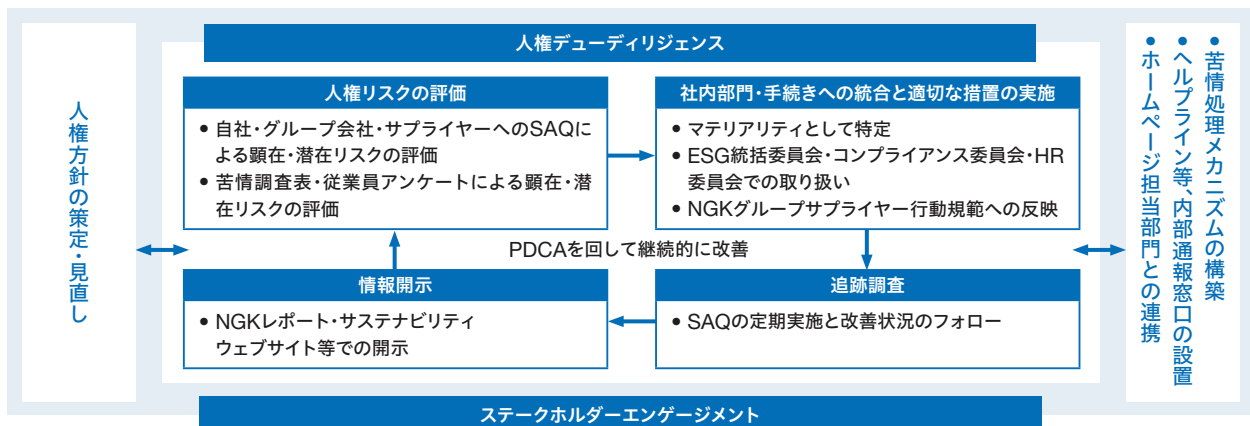 人権方針の策定・見直し
人権デューディリジェンス
人権リスクの評価
● 自社・グループ会社・サプライヤーへのSAQに
よる顕在・潜在リスクの評価
● 苦情調査表・従業員アンケートによる顕在・潜
在リスクの評価
社内部門・手続きへの統合と適切な措置の実施
● マテリアリティとして特定
● ESG統括委員会・コンプライアンス委員会・HR
委員会での取り扱い
● NGKグループサプライヤー行動規範への反映
PDCAを回して継続的に改善
情報開示
● NGKレポート・サステナビリティ
ウェブサイト等での開示
追跡調査
● SAQの定期実施と改善状況のフォロー
● 苦情処理メカニズムの構築
● ヘルプライン等、内部通報窓口の設置
● ホームページ担当部門との連携
ステークホルダーエンゲージメント